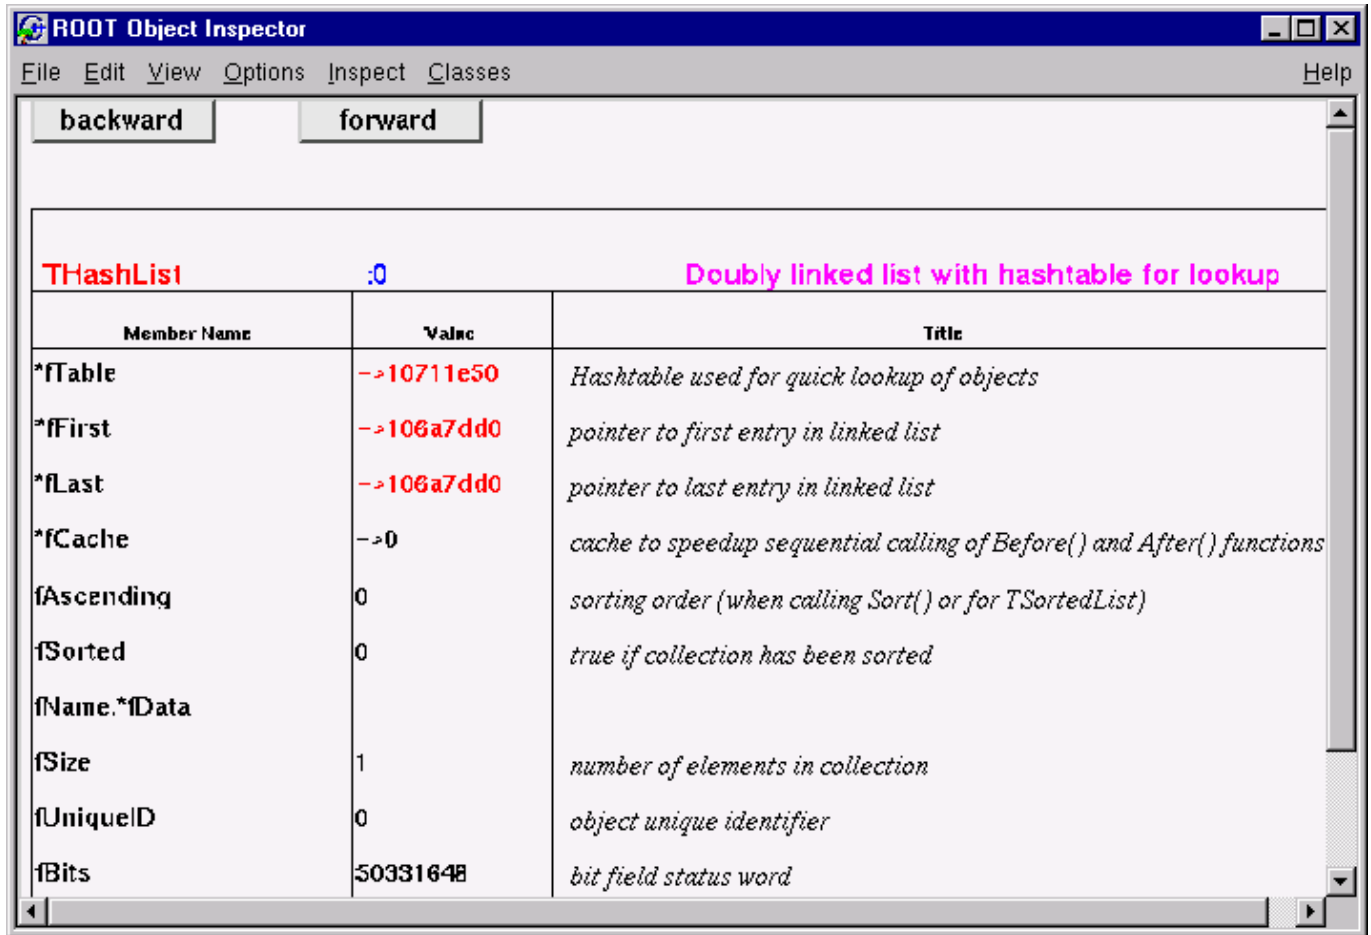 ROOT Object Inspector
File Edit View Options Inspect Classes Help
backward forward
THashList :0 Doubly linked list with hashtable for lookup
Member Name Value Title
*fTable ->10711e50 Hashtable used for quick lookup of objects
*fFirst ->106a7dd0 pointer to first entry in linked list
*fLast ->106a7dd0 pointer to last entry in linked list
*fCache ->0 cache to speedup sequential calling of Before() and After() functions
fAscending 0 sorting order (when calling Sort() or for TSortedList)
fSorted 0 true if collection has been sorted
fName.*fData
fSize 1 number of elements in collection
fUniqueID 0 object unique identifier
fBits 50331648 bit field status word